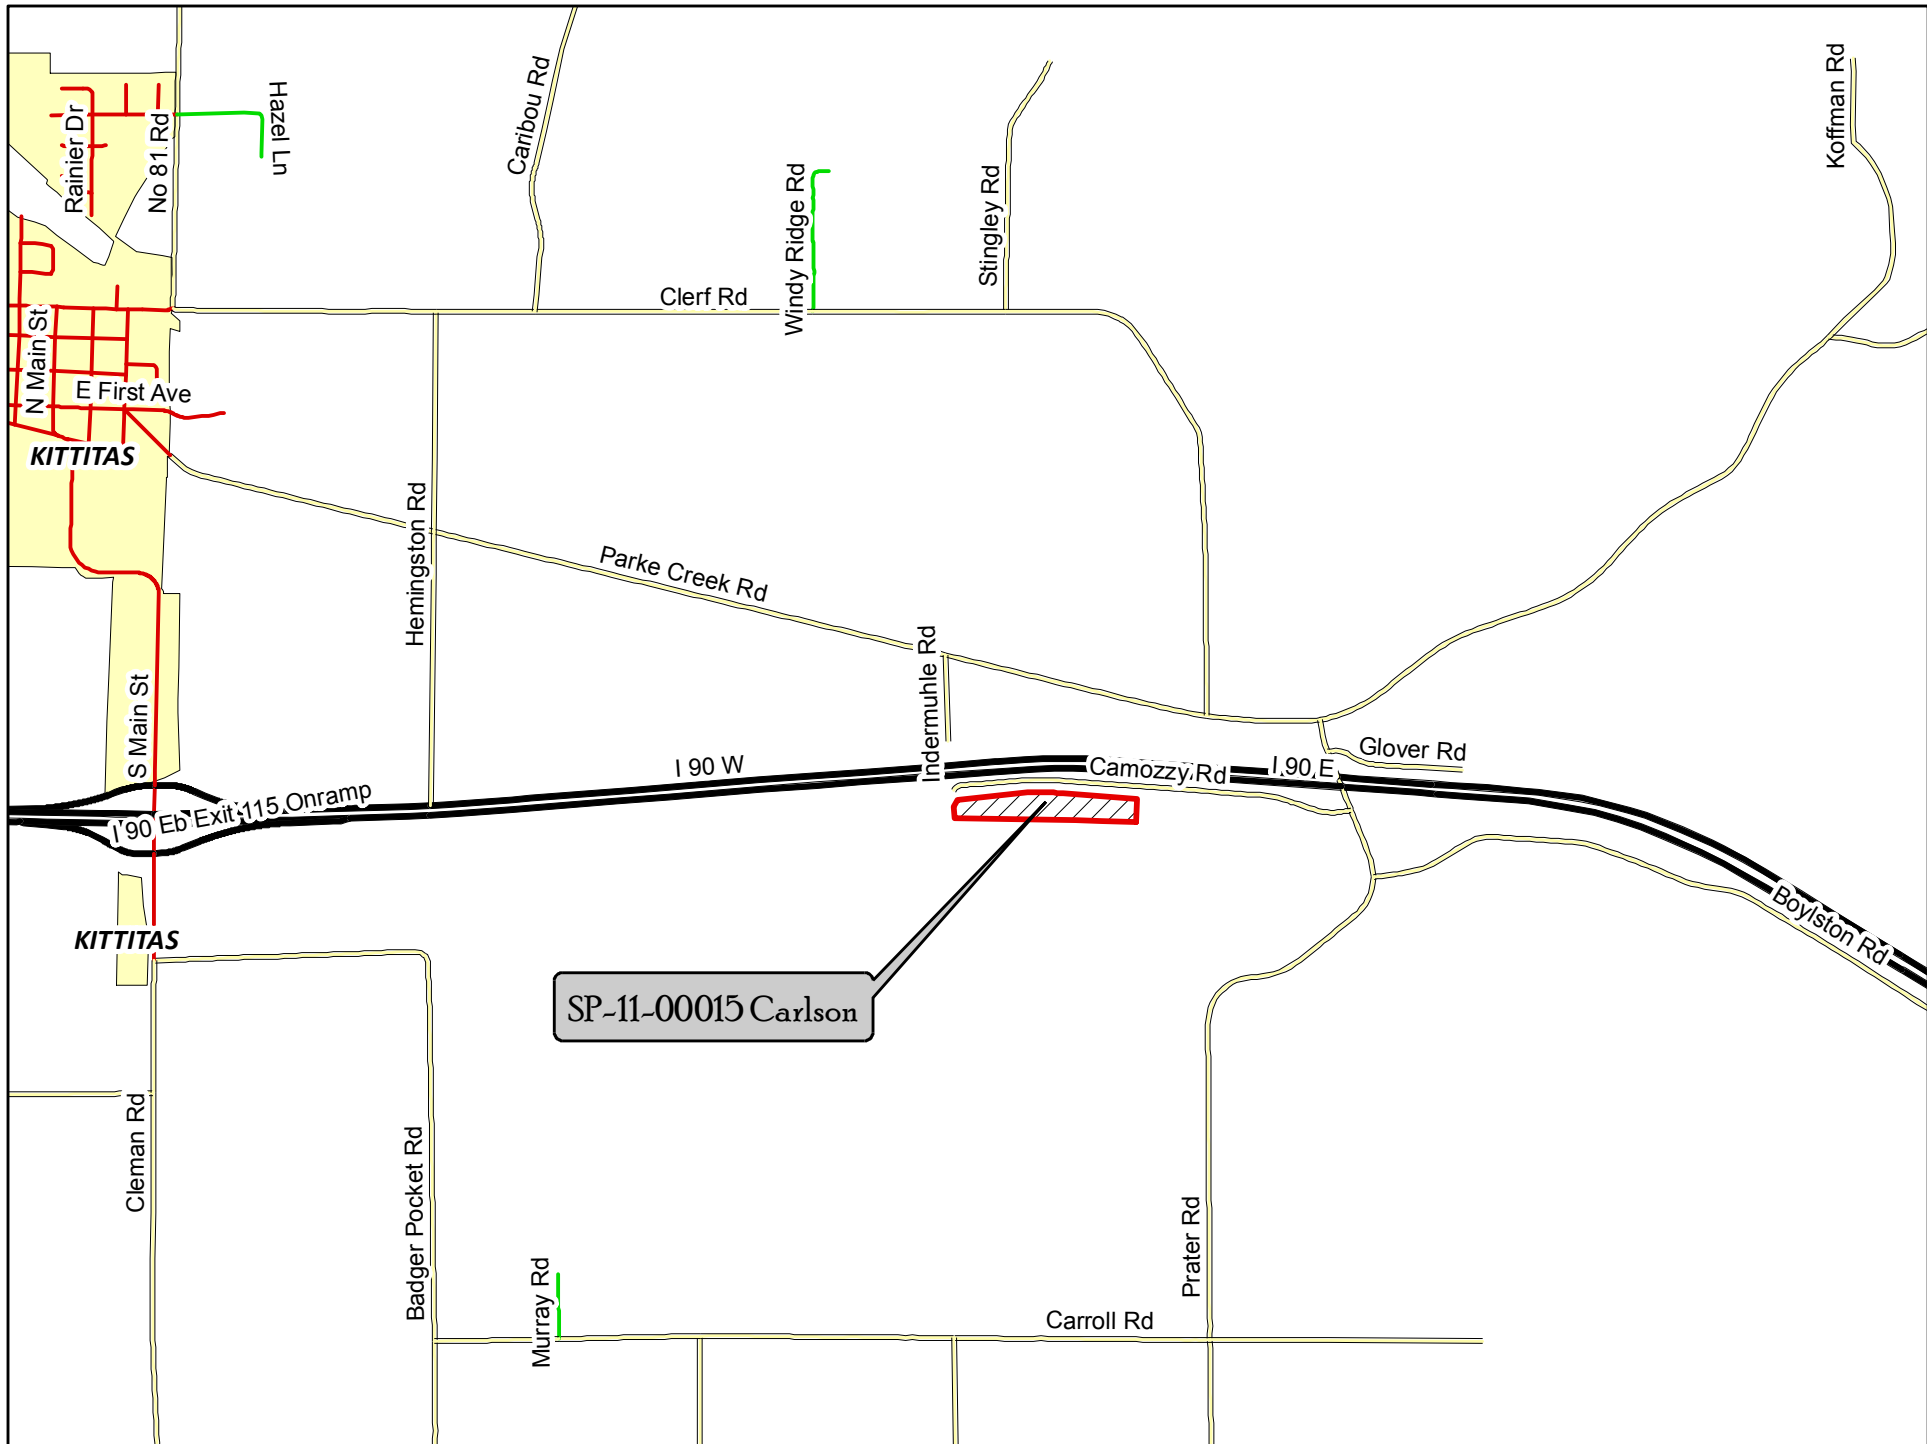 Koffman Rd
Caribou Rd
Hazel Ln
Rainier Dr
No 81 Rd
Windy Ridge Rd
Stingley Rd
Clerf Rd
N Main St
E First Ave
KITTITAS
Hemingston Rd
Parke Creek Rd
Indermuhle Rd
S Main St
I 90 W
Camozzy Rd
I 90 E
Glover Rd
I 90 Eb Exit 115 Onramp
Boylston Rd
KITTITAS
SP-11-00015 Carlson
Cleman Rd
Badger Pocket Rd
Prater Rd
Murray Rd
Carroll Rd